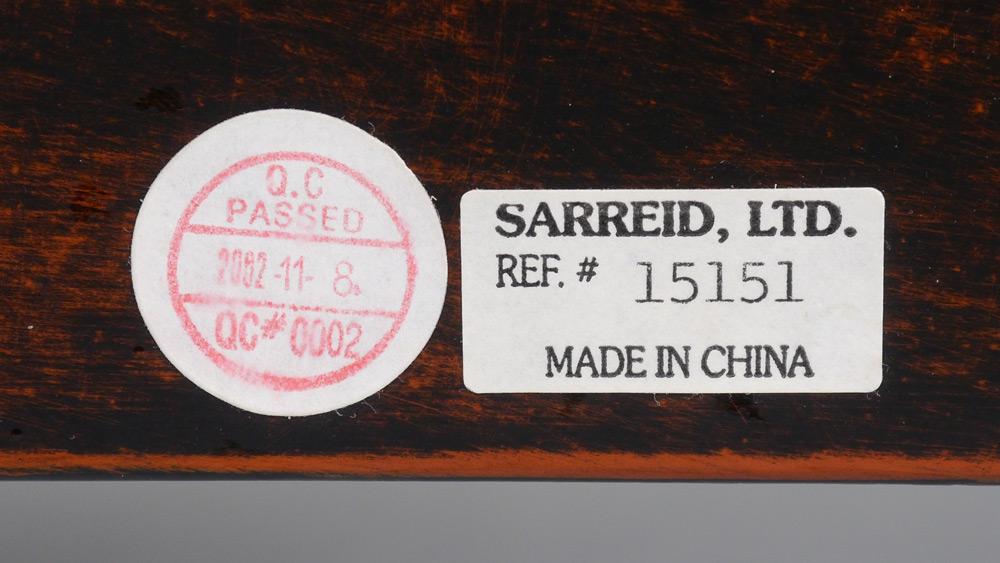 Q.C
PASSED
2002-11-8.
QC#0002
SARREID, LTD.
REF. # 15151
MADE IN CHINA